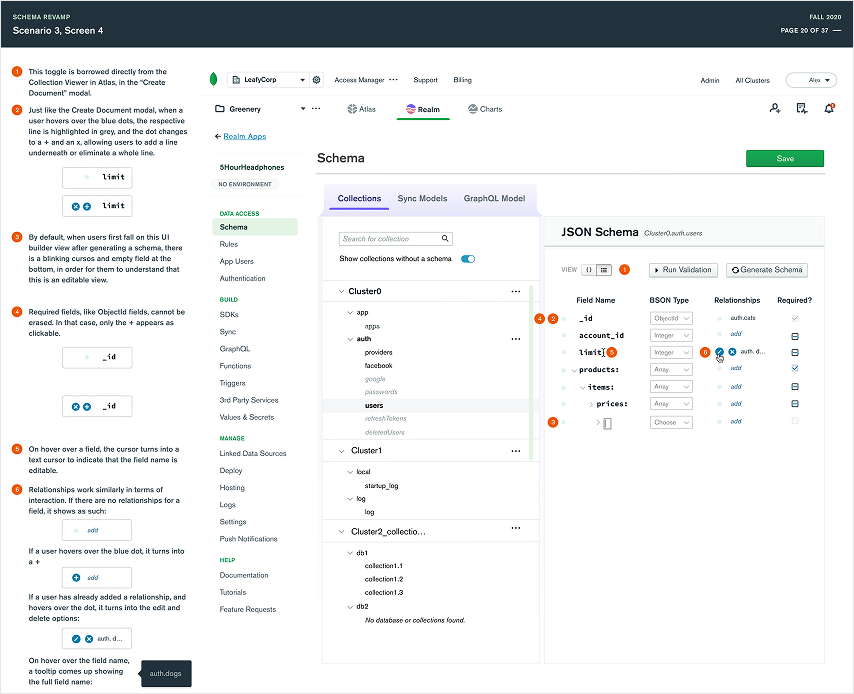 SCHEMA REVAMP
Scenario 3, Screen 4
FALL 2020
PAGE 20 OF 37
1
This toggle is borrowed directly from the
Collection Viewer in Atlas, in the “Create
Document” modal.
2
Just like the Create Document modal, when a
user hovers over the blue dots, the respective
line is highlighted in grey, and the dot changes
to a + and an x, allowing users to add a line
underneath or eliminate a whole line.
limit
limit
3
By default, when users first fall on this UI
builder view after generating a schema, there
is a blinking cursos and empty field at the
bottom, in order for them to understand that
this is an editable view.
4
Required fields, like ObjectId fields, cannot be
erased. In that case, only the + appears as
clickable.
_id
_id
5
On hover over a field, the cursor turns into a
text cursor to indicate that the field name is
editable.
6
Relationships work similarly in terms of
interaction. If there are no relationships for a
field, it shows as such:
add
If a user hovers over the blue dot, it turns into
a +
add
If a user has already added a relationship, and
hovers over the dot, it turns into the edit and
delete options:
auth. d...
On hover over the field name,
a tooltip comes up showing
the full field name:
auth.dogs
LeafyCorp
Access Manager
Support
Billing
Admin
All Clusters
Alex
Greenery
Atlas
Realm
Charts
Realm Apps
5HourHeadphones
NO ENVIRONMENT
DATA ACCESS
Schema
Rules
App Users
Authentication
BUILD
SDKs
Sync
GraphQL
Functions
Triggers
3rd Party Services
Values & Secrets
MANAGE
Linked Data Sources
Deploy
Hosting
Logs
Settings
Push Notifications
HELP
Documentation
Tutorials
Feature Requests
Schema
Save
Collections
Sync Models
GraphQL Model
Search for collection
Show collections without a schema
Cluster0
app
apps
auth
providers
facebook
google
passwords
users
refreshTokens
deletedUsers
Cluster1
local
startup_log
log
log
Cluster2_collectio...
db1
collection1.1
collection1.2
collection1.3
db2
No database or collections found.
JSON Schema Cluster0.auth.users
VIEW {} 1 Run Validation Generate Schema
Field Name BSON Type Relationships Required?
4 2 _id ObjectId auth.cats
account_id Integer add
limit 5 Integer 6 auth. d...
products: Array add
items: Array add
prices: Array add
3 Choose add